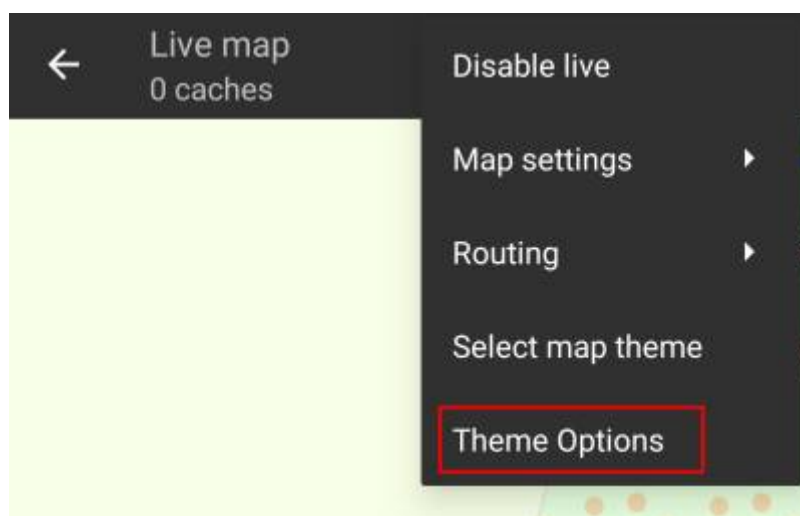 Live map
0 caches
Disable live
Map settings
Routing
Select map theme
Theme Options